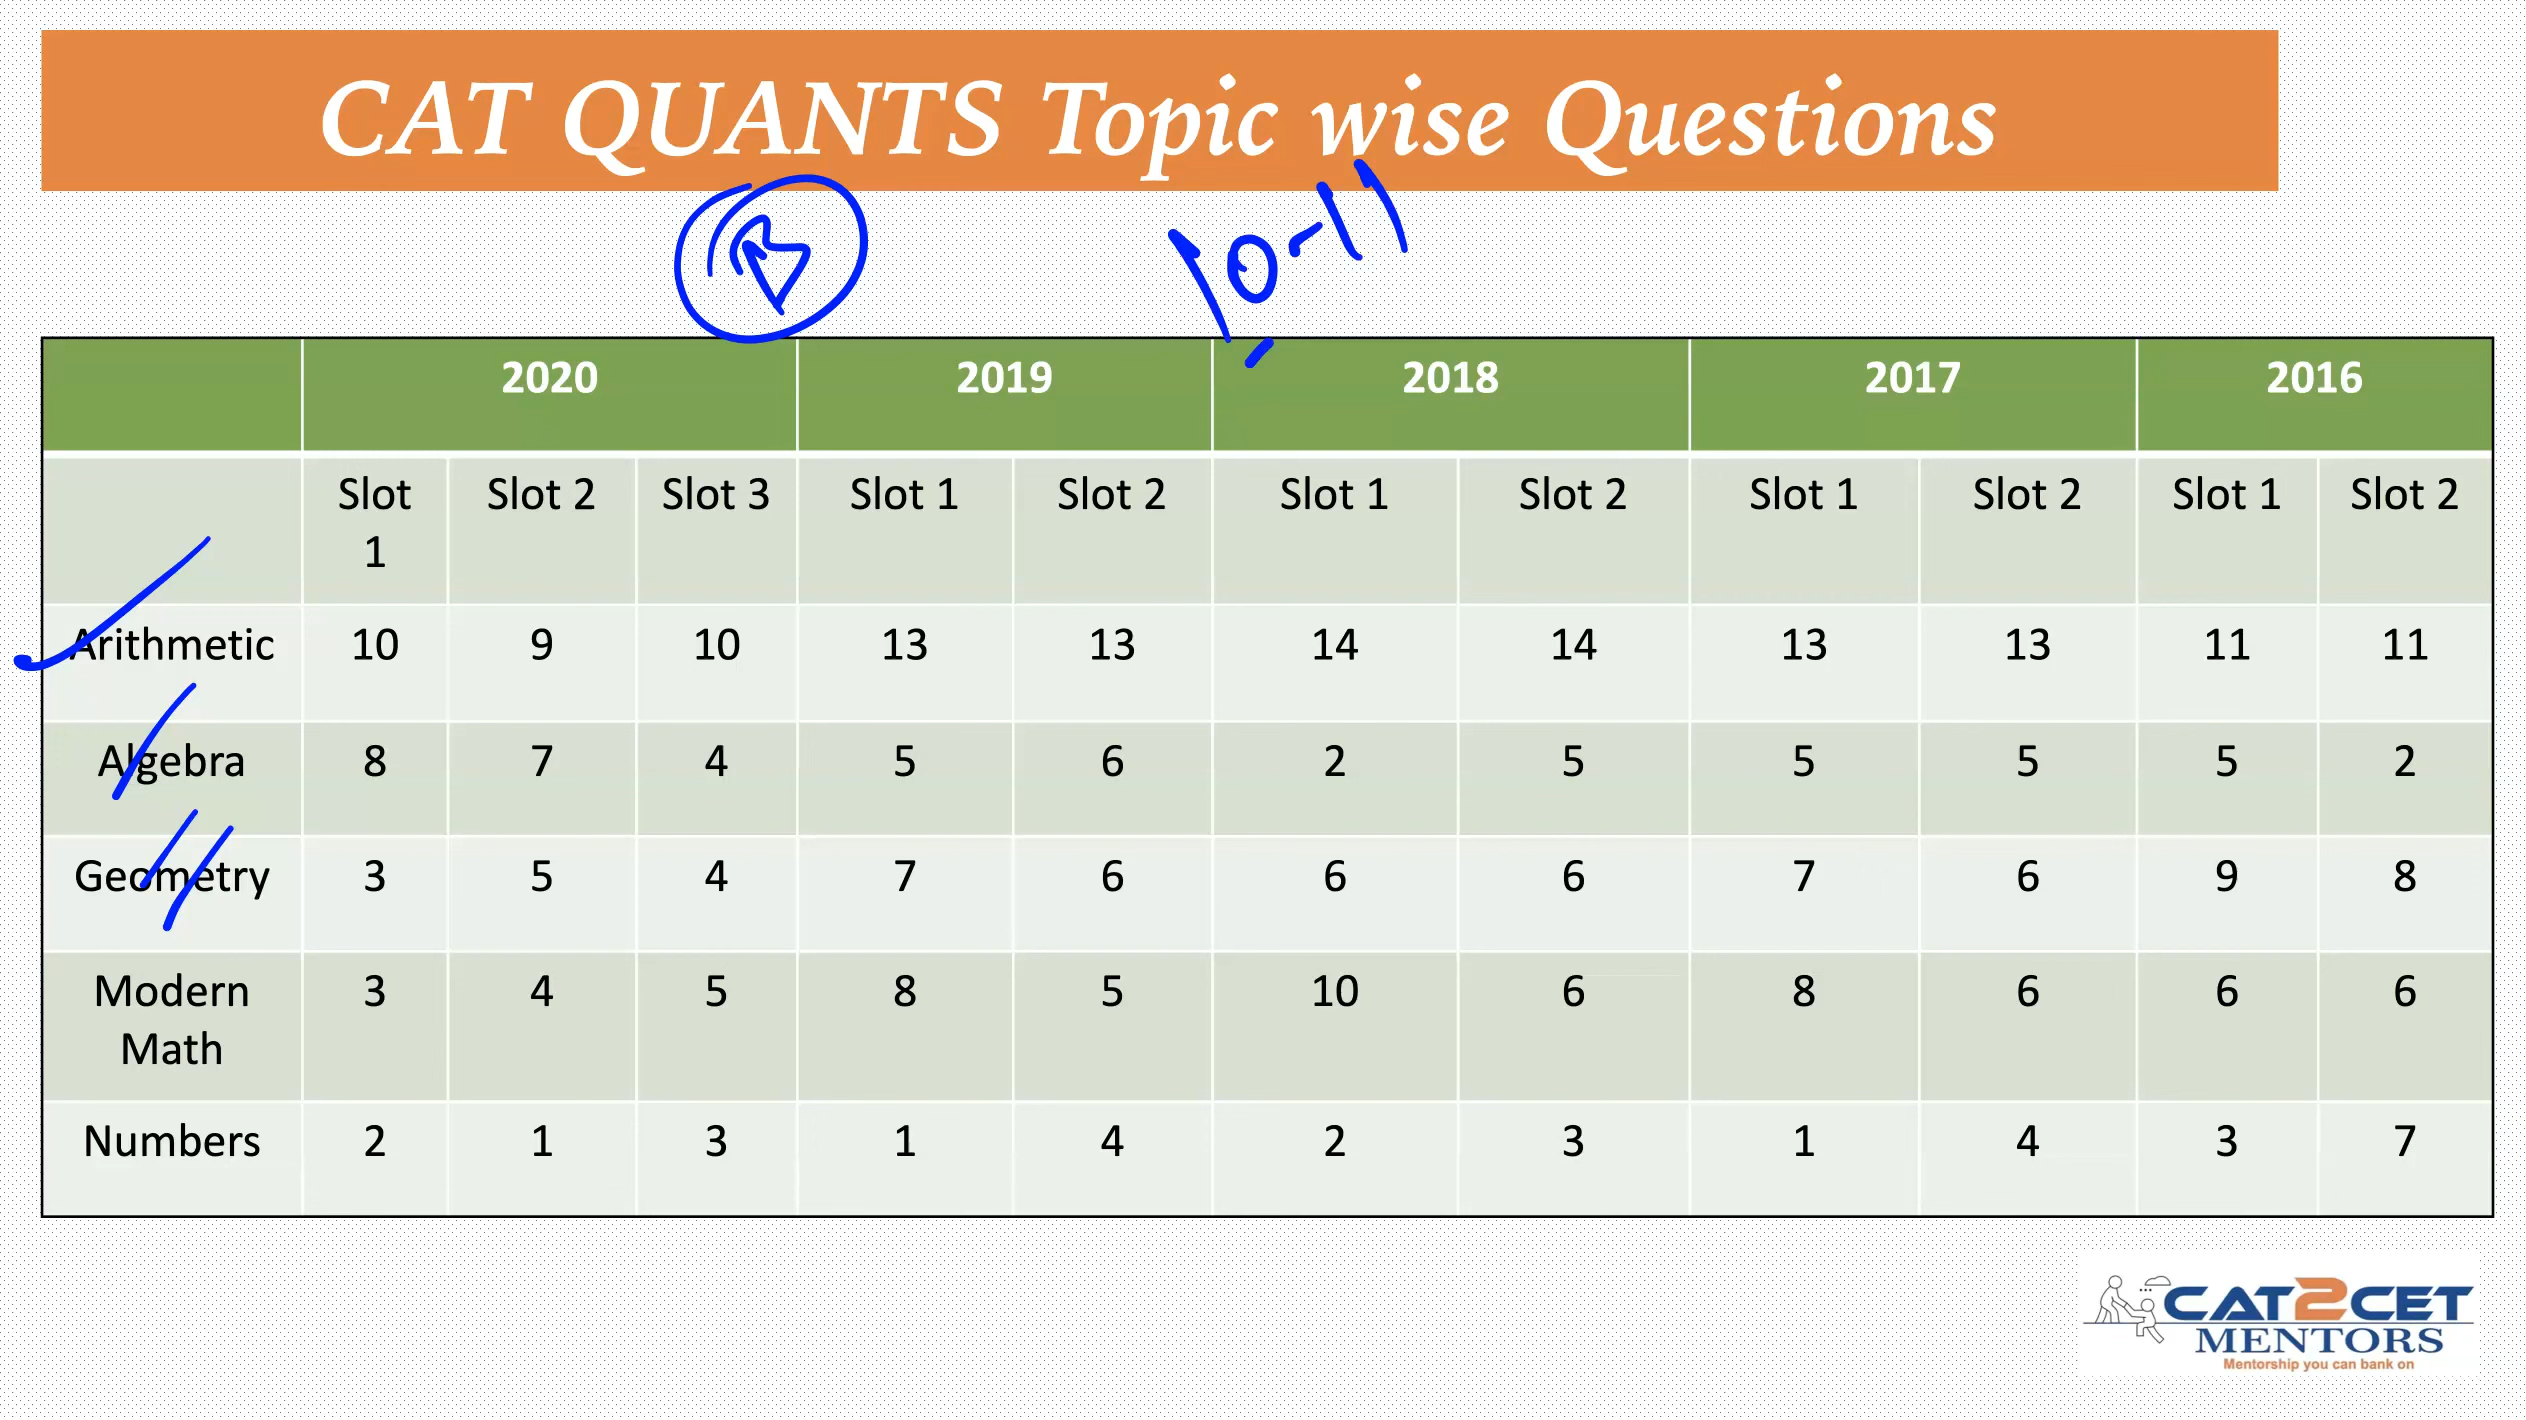 CAT QUANTS Topic wise Questions
10-11
2020 2019 2018 2017 2016
Slot 1 Slot 2 Slot 3 Slot 1 Slot 2 Slot 1 Slot 2 Slot 1 Slot 2 Slot 1 Slot 2
Arithmetic 10 9 10 13 13 14 14 13 13 11 11
Algebra 8 7 4 5 6 2 5 5 5 5 2
Geometry 3 5 4 7 6 6 6 7 6 9 8
Modern Math 3 4 5 8 5 10 6 8 6 6 6
Numbers 2 1 3 1 4 2 3 1 4 3 7
CAT2CET
MENTORS
Mentorship you can bank on